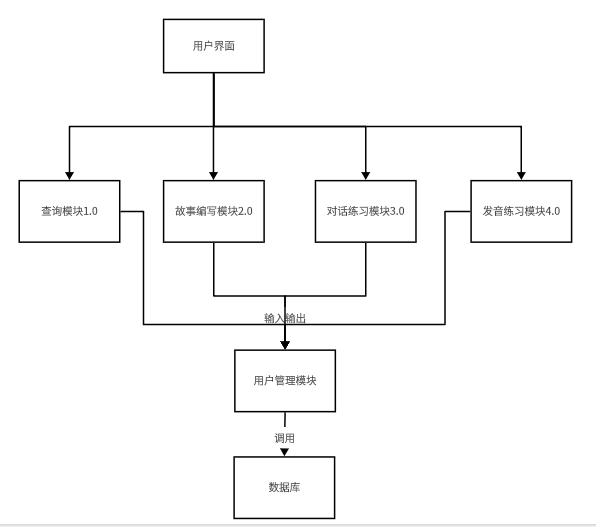 用户界面
查询模块1.0
故事编写模块2.0
对话练习模块3.0
发音练习模块4.0
输入输出
用户管理模块
调用
数据库